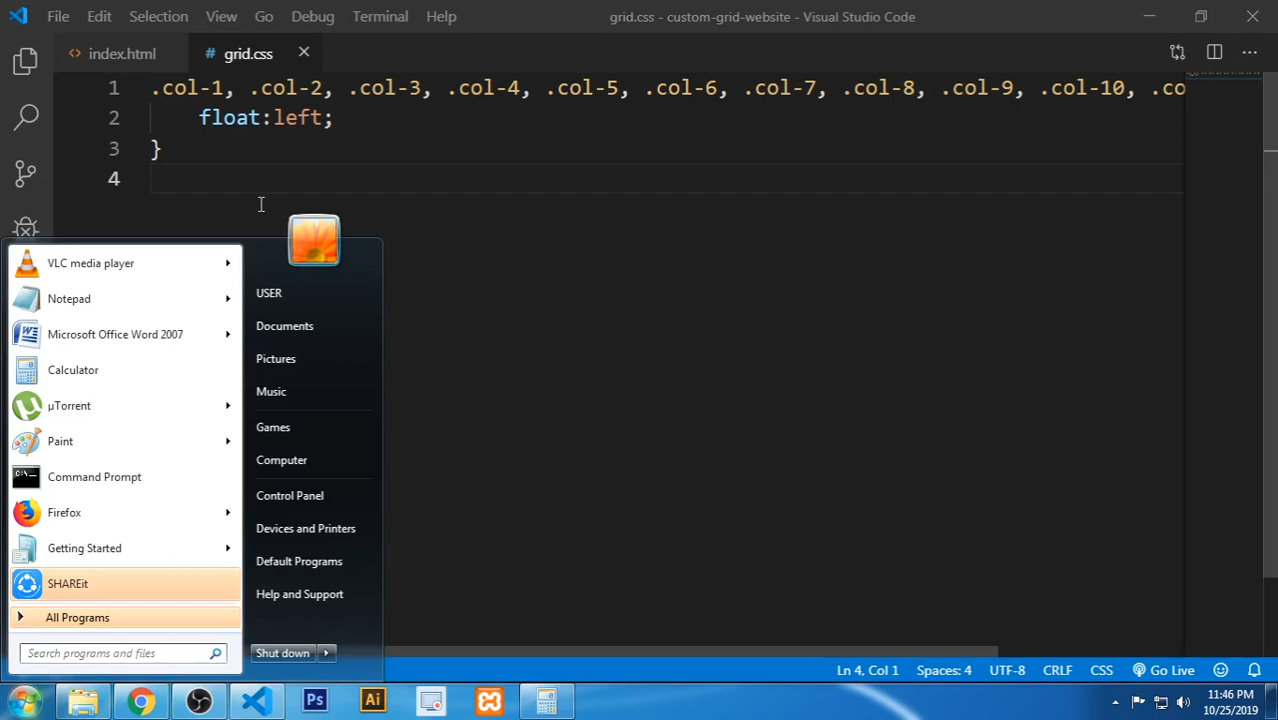 File Edit Selection View Go Debug Terminal Help grid.css - custom-grid-website - Visual Studio Code
index.html # grid.css
1 .col-1, .col-2, .col-3, .col-4, .col-5, .col-6, .col-7, .col-8, .col-9, .col-10, .co
2 float:left;
3 }
4
VLC media player
Notepad
Microsoft Office Word 2007
Calculator
µTorrent
Paint
Command Prompt
Firefox
Getting Started
SHAREit
All Programs
Search programs and files
USER
Documents
Pictures
Music
Games
Computer
Control Panel
Devices and Printers
Default Programs
Help and Support
Shut down
Ln 4, Col 1 Spaces: 4 UTF-8 CRLF CSS Go Live
Ps Ai
11:46 PM
10/25/2019